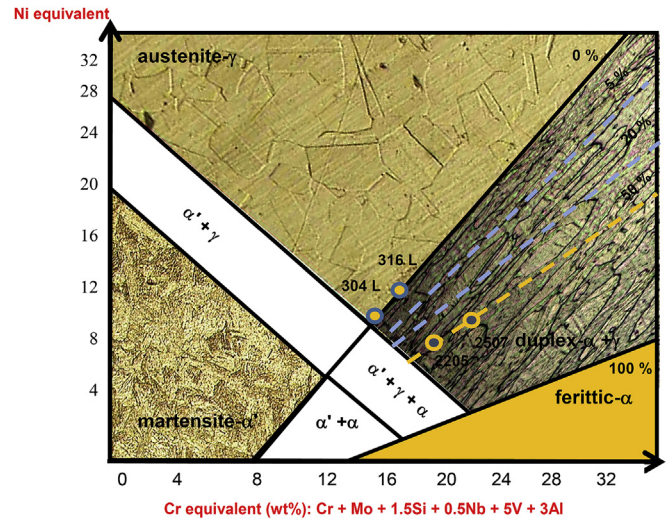 Ni equivalent
austenite-γ
0 %
32
28
24
20
16
12
8
4
5 %
20 %
50 %
α' + γ
316 L
304 L
2507
duplex-α + γ
2205
α' + γ + α
100 %
ferittic-α
martensite-α'
α' + α
0 4 8 12 16 20 24 28 32
Cr equivalent (wt%): Cr + Mo + 1.5Si + 0.5Nb + 5V + 3Al